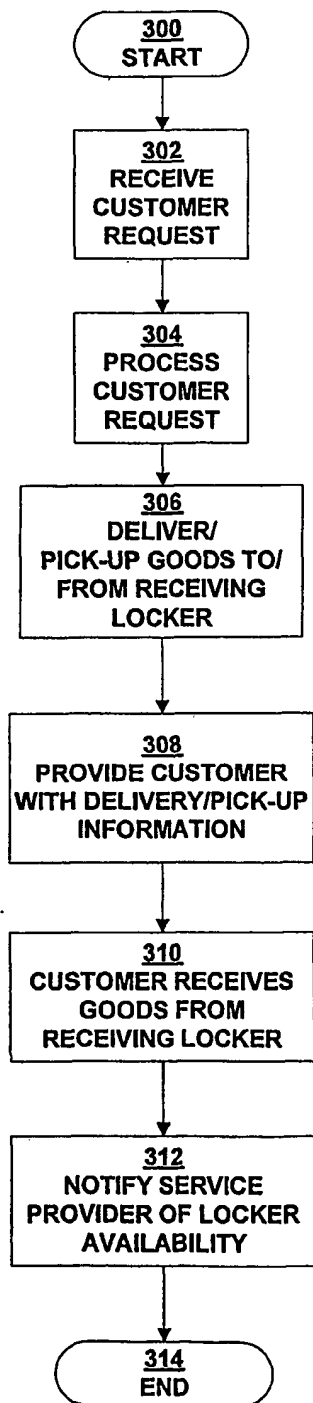 300
START
302
RECEIVE
CUSTOMER
REQUEST
304
PROCESS
CUSTOMER
REQUEST
306
DELIVER/
PICK-UP GOODS TO/
FROM RECEIVING
LOCKER
308
PROVIDE CUSTOMER
WITH DELIVERY/PICK-UP
INFORMATION
310
CUSTOMER RECEIVES
GOODS FROM
RECEIVING LOCKER
312
NOTIFY SERVICE
PROVIDER OF LOCKER
AVAILABILITY
314
END